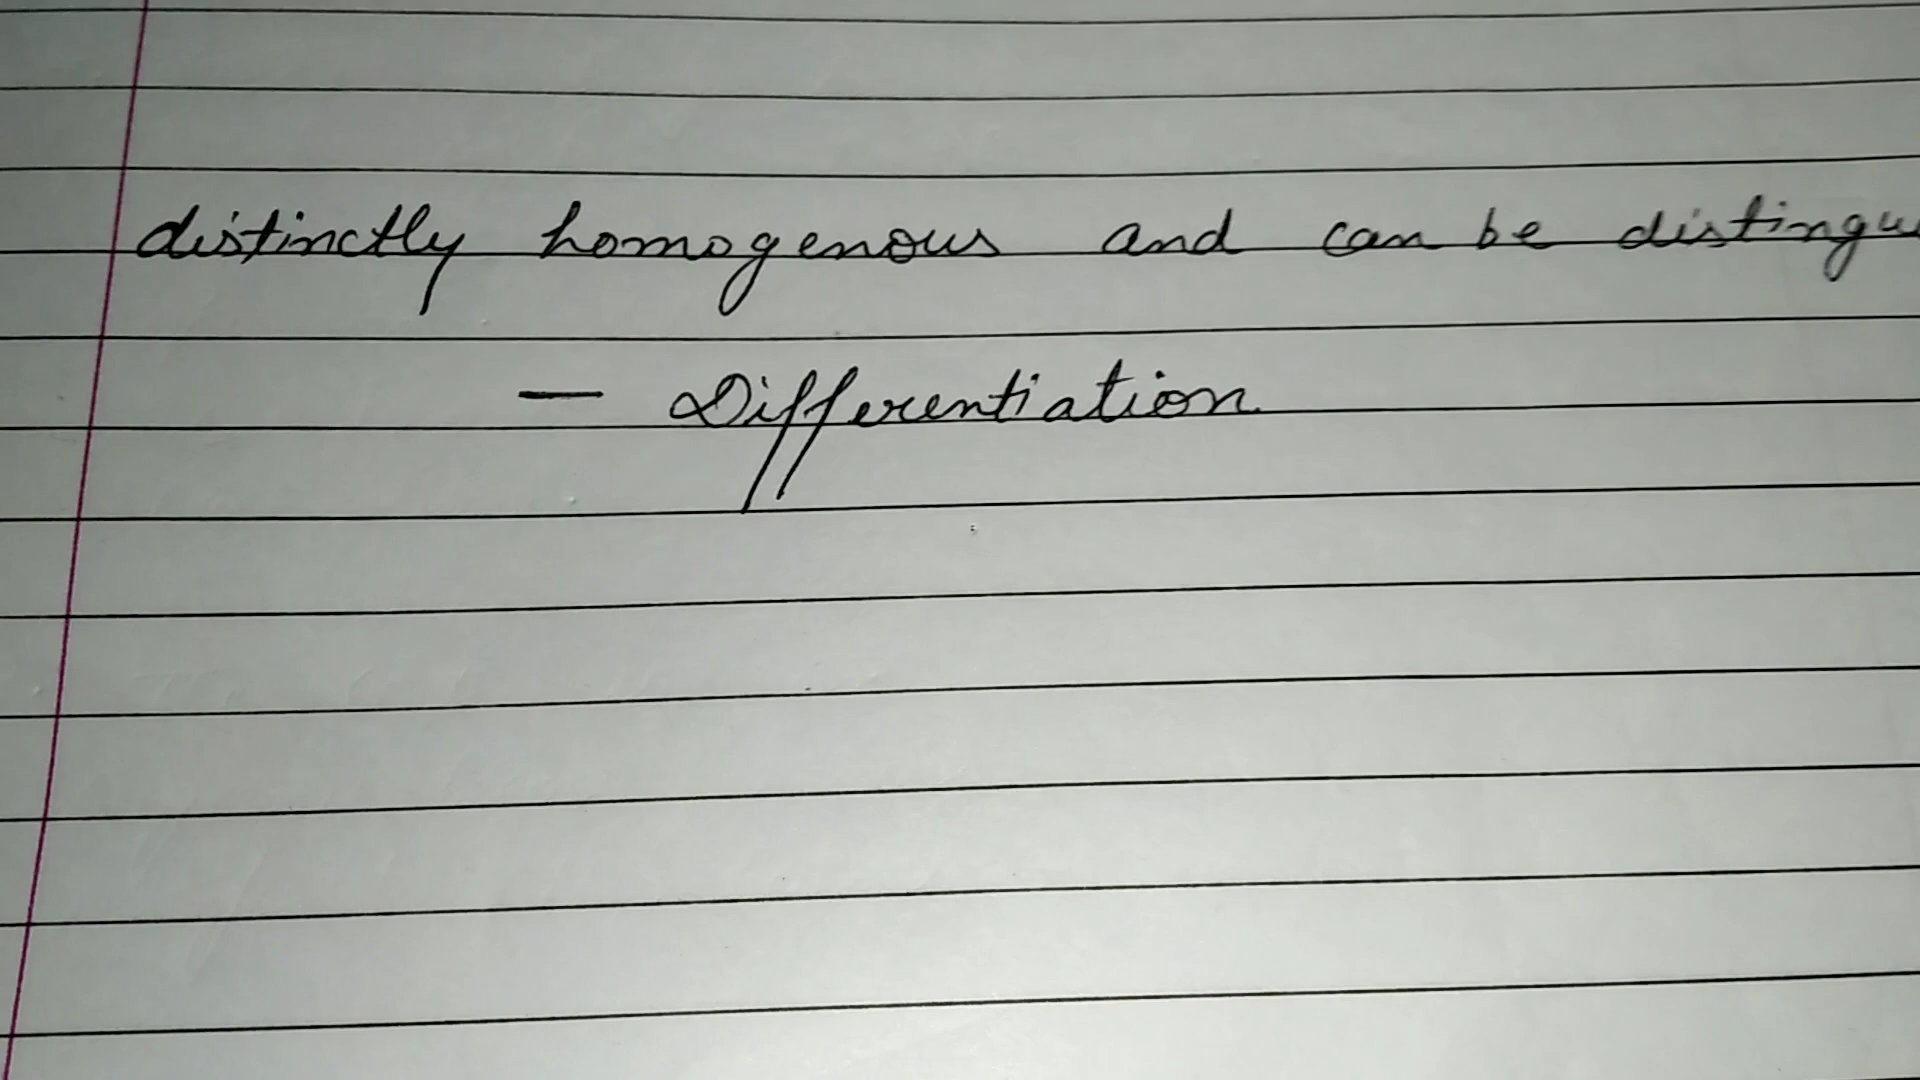 distinctly homogenous and can be distingu
— Differentiation